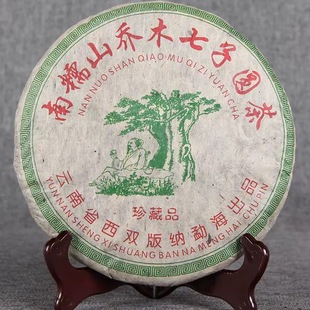 南糯山乔木七子圆茶
NAN NUO SHAN QIAO MU QI ZI YUAN CHA
珍藏品
云南省西双版纳勐海出品
YUN NAN SHENG XI SHUANG BAN NA MENG HAI CHU PIN